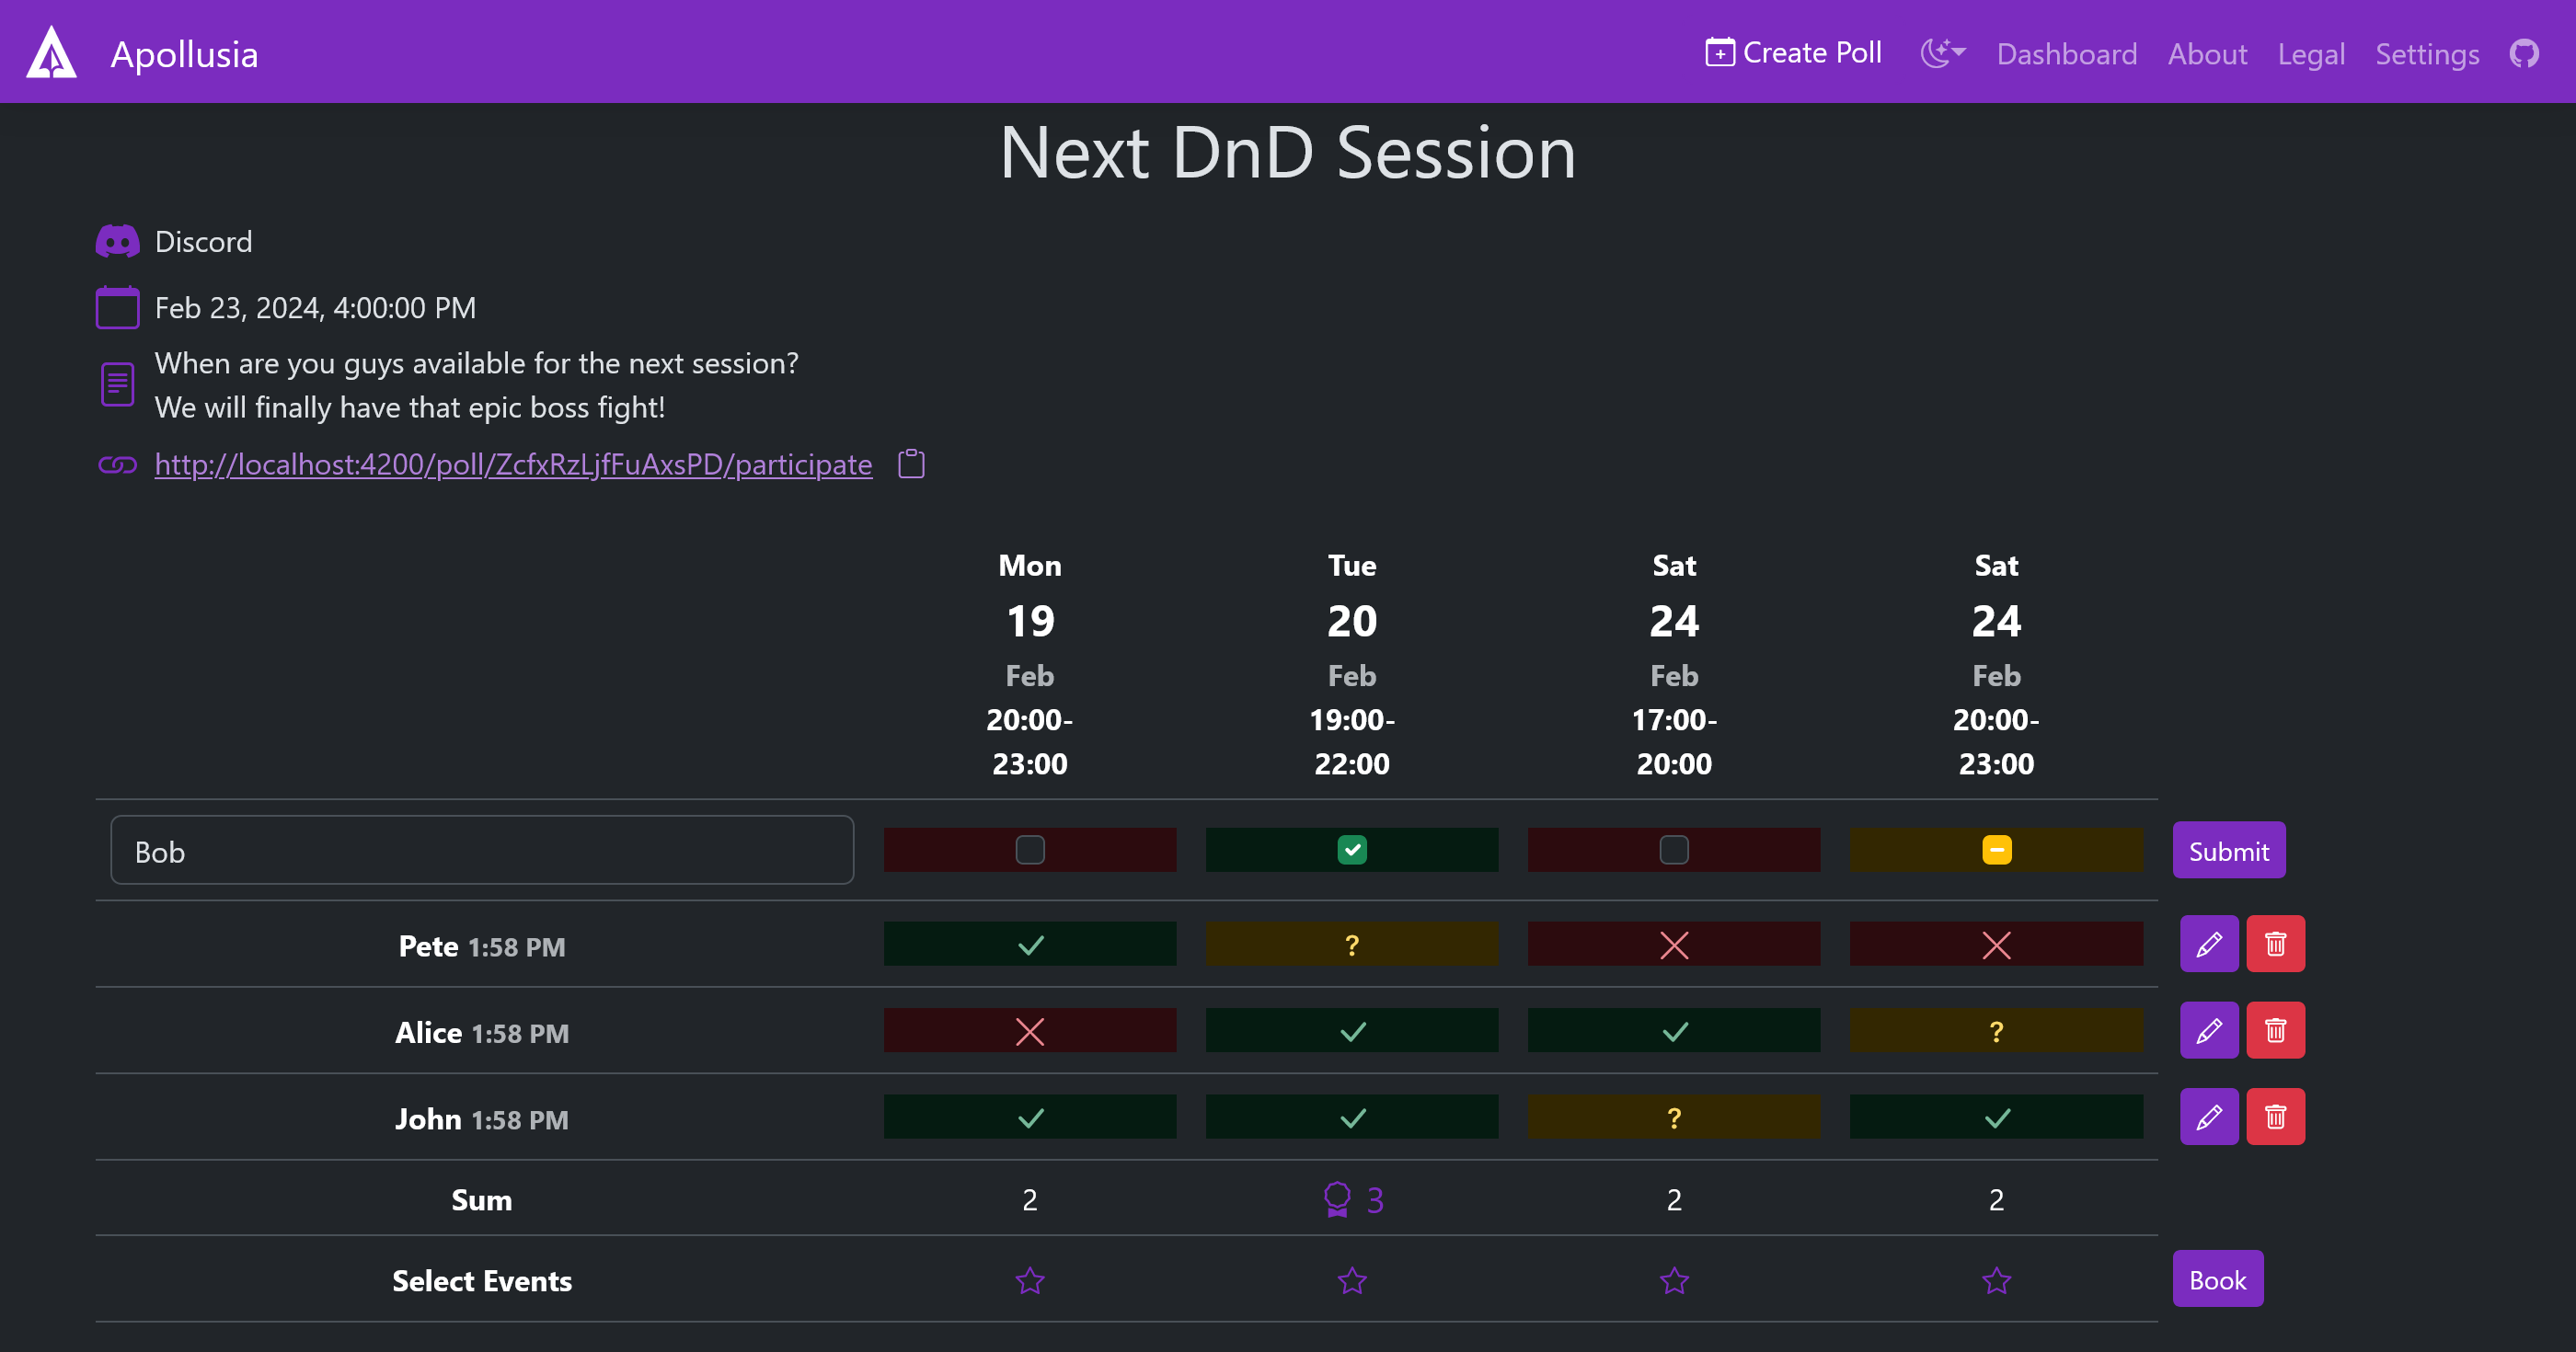 Apollusia
Create Poll
Dashboard
About
Legal
Settings
Next DnD Session
Discord
Feb 23, 2024, 4:00:00 PM
When are you guys available for the next session?
We will finally have that epic boss fight!
http://localhost:4200/poll/ZcfxRzLjfFuAxsPD/participate
Mon Tue Sat Sat
19 20 24 24
Feb Feb Feb Feb
20:00- 19:00- 17:00- 20:00-
23:00 22:00 20:00 23:00
Bob Submit
Pete 1:58 PM ?
Alice 1:58 PM ?
John 1:58 PM ?
Sum 2 3 2 2
Select Events Book